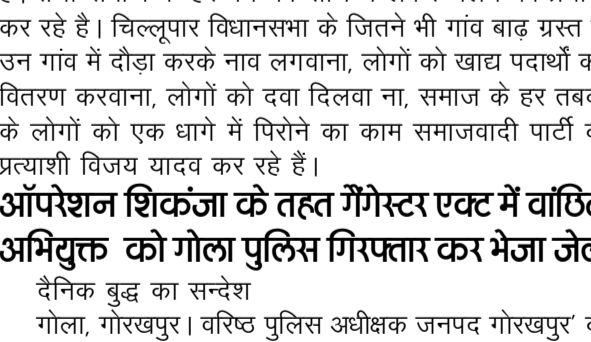 कर रहे है। चिल्लूपार विधानसभा के जितने भी गांव बाढ़ ग्रस्त
उन गांव में दौड़ा करके नाव लगवाना, लोगों को खाद्य पदार्थों
वितरण करवाना, लोगों को दवा दिलवा ना, समाज के हर
के लोगों को एक धागे में पिरोने का काम समाजवादी पार्टी
प्रत्याशी विजय यादव कर रहे हैं।
ऑपरेशन शिकंजा के तहत गैंगेस्टर एक्ट में
अभियुक्त को गोला पुलिस गिरफ्तार कर भेजा
दैनिक बुद्ध का सन्देश
गोला, गोरखपुर। वरिष्ठ पुलिस अधीक्षक जनपद गोरखपुर’